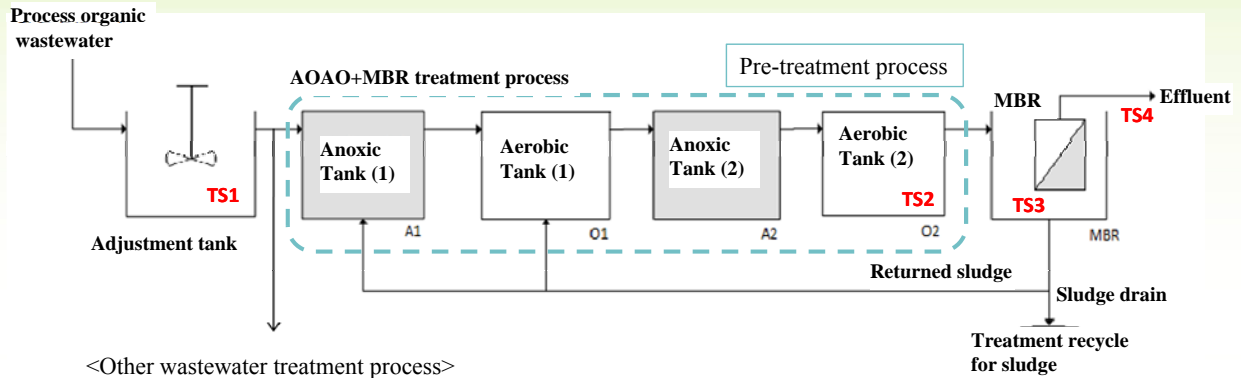 Process organic
wastewater
AOAO+MBR treatment process
Pre-treatment process
MBR
Effluent
TS4
Anoxic
Tank (1)
Aerobic
Tank (1)
Anoxic
Tank (2)
Aerobic
Tank (2)
TS1
TS2
TS3
Adjustment tank
A1
O1
A2
O2
MBR
Returned sludge
Sludge drain
Treatment recycle
for sludge
<Other wastewater treatment process>